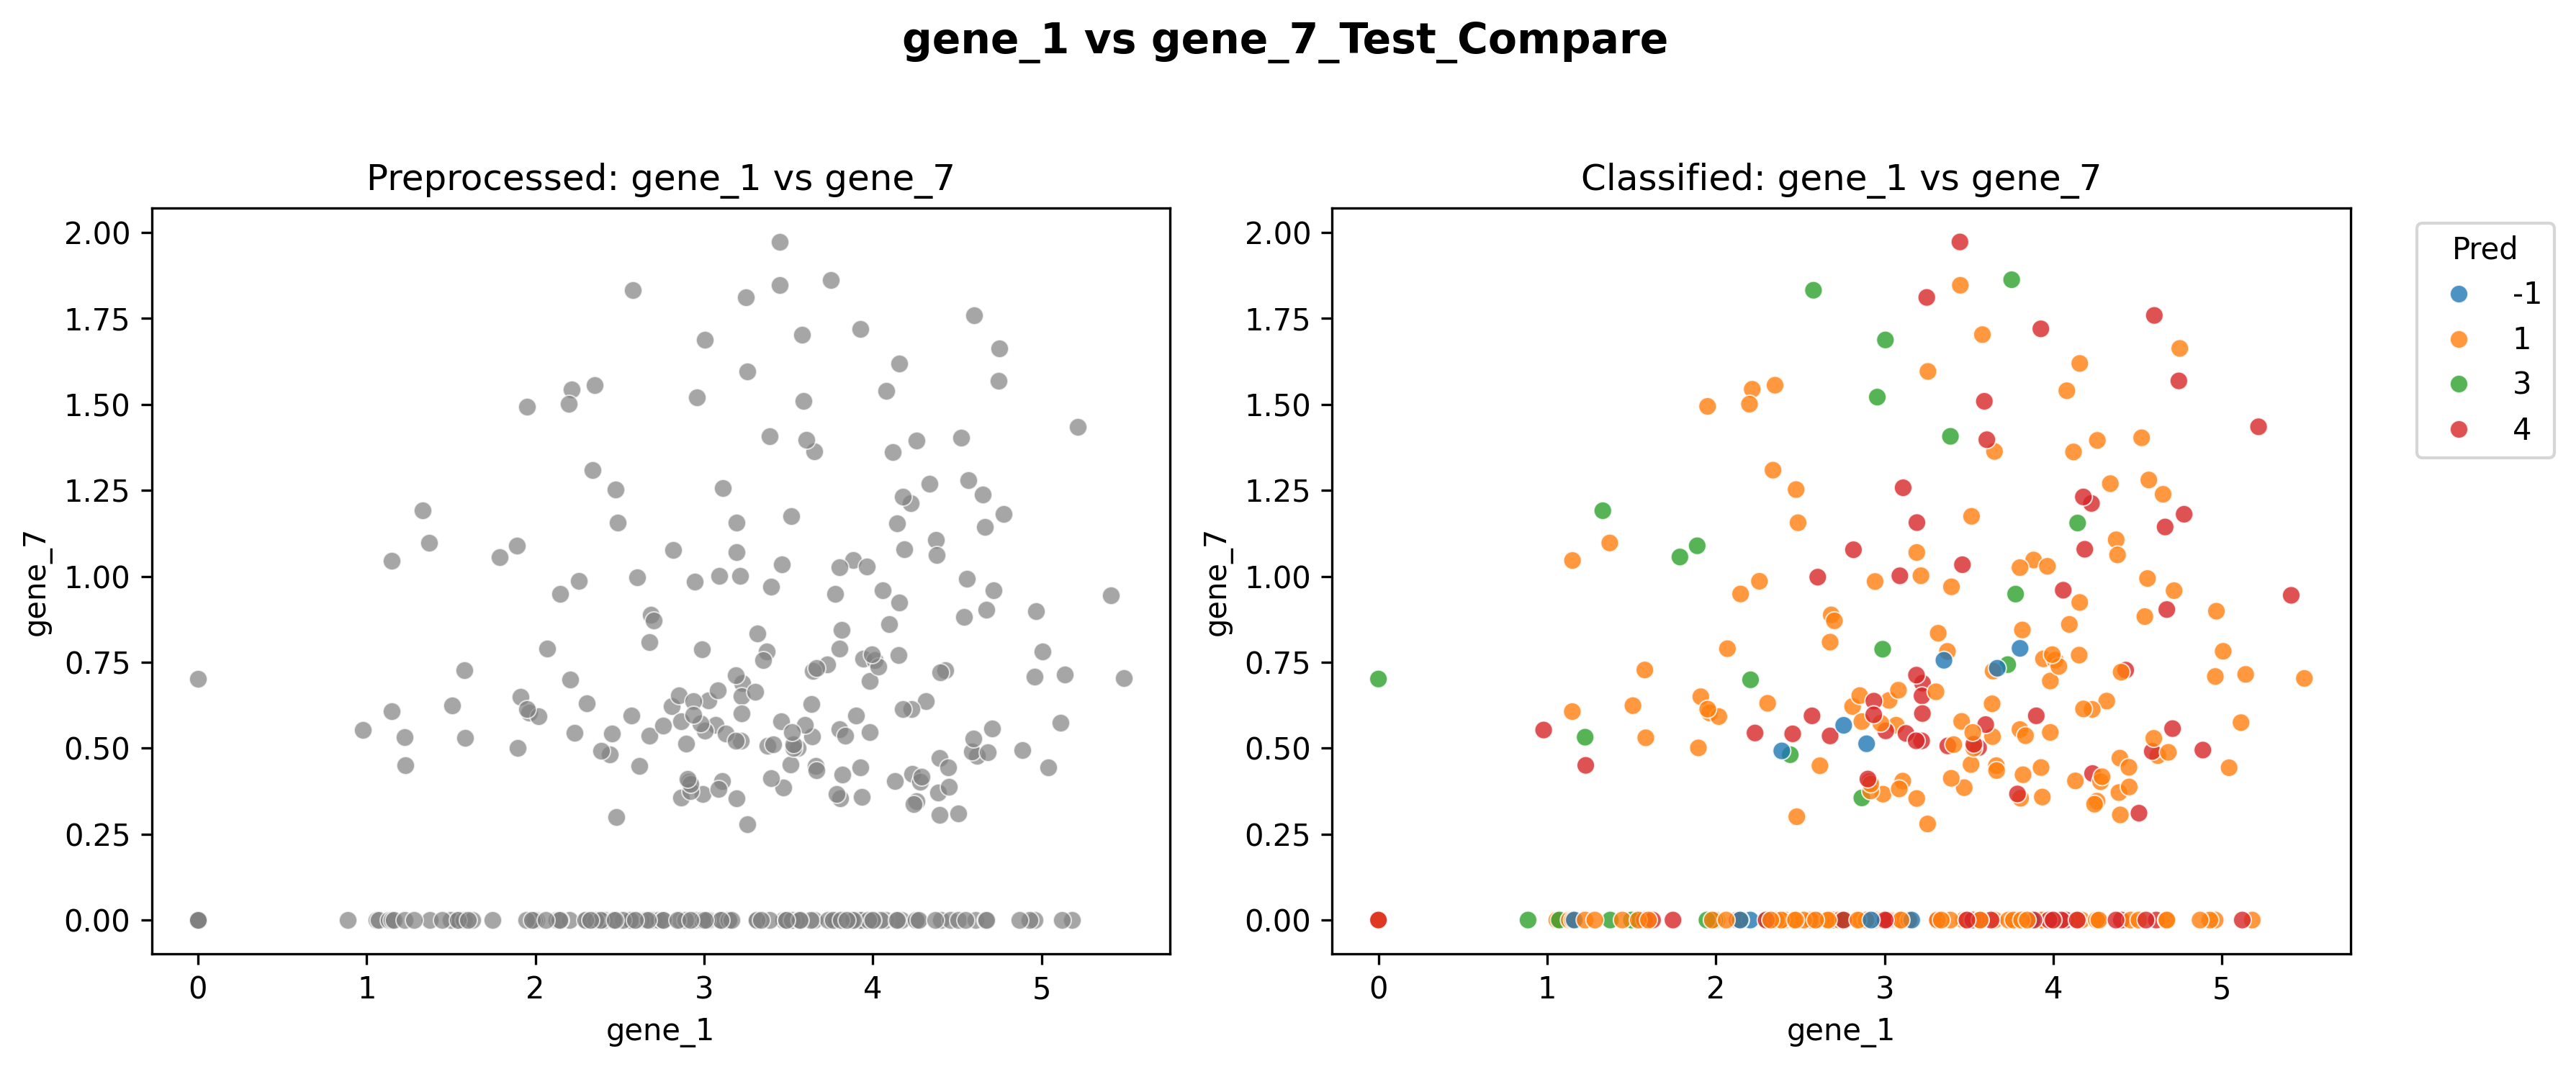 gene_1 vs gene_7_Test_Compare
Preprocessed: gene_1 vs gene_7
2.00
1.75
1.50
1.25
1.00
0.75
0.50
0.25
0.00
gene_7
0 1 2 3 4 5
gene_1
Classified: gene_1 vs gene_7
2.00
1.75
1.50
1.25
1.00
0.75
0.50
0.25
0.00
gene_7
0 1 2 3 4 5
gene_1
Pred
-1
1
3
4